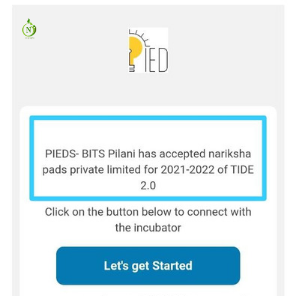 N
PIED
PIEDS- BITS Pilani has accepted nariksha
pads private limited for 2021-2022 of TIDE
2.0
Click on the button below to connect with
the incubator
Let's get Started